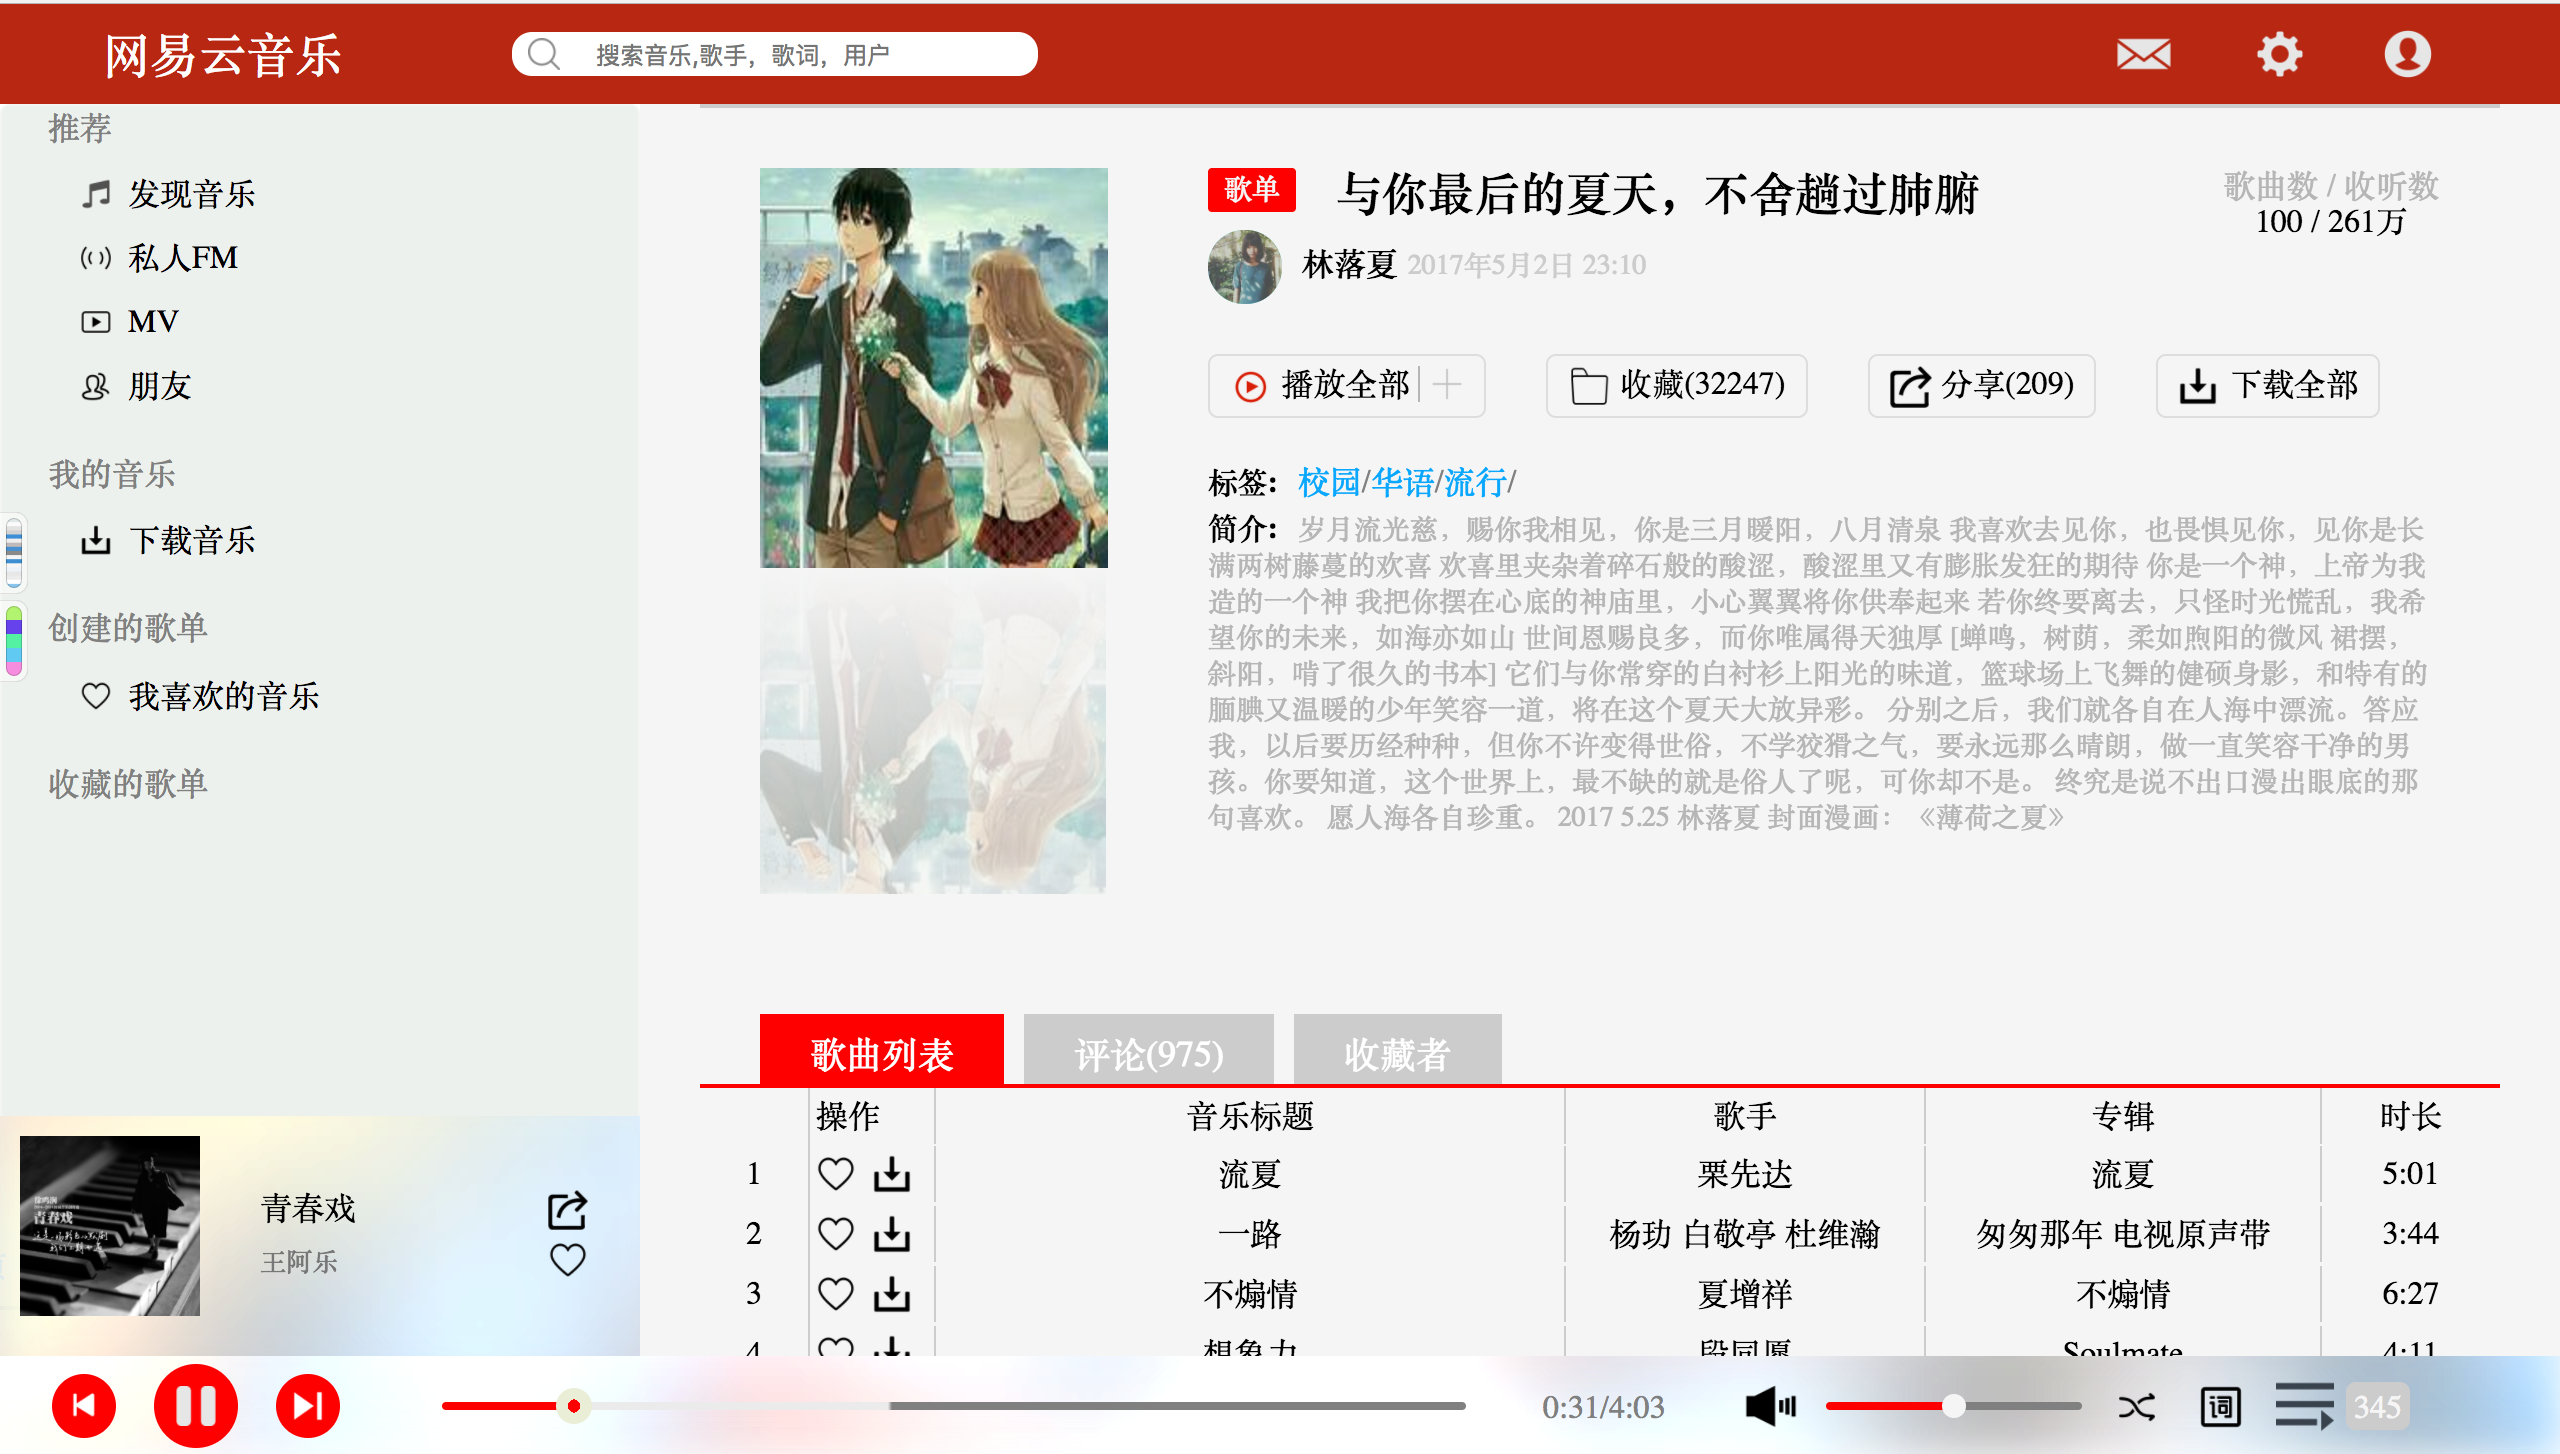 网易云音乐
搜索音乐,歌手，歌词，用户
推荐
发现音乐
私人FM
MV
朋友
我的音乐
下载音乐
创建的歌单
我喜欢的音乐
收藏的歌单
歌单 与你最后的夏天，不舍趟过肺腑
歌曲数 / 收听数
100 / 261万
林落夏 2017年5月2日 23:10
播放全部
收藏(32247)
分享(209)
下载全部
标签：校园/华语/流行/
简介：岁月流光慈，赐你我相见，你是三月暖阳，八月清泉 我喜欢去见你，也畏惧见你，见你是长
满两树藤蔓的欢喜 欢喜里夹杂着碎石般的酸涩，酸涩里又有膨胀发狂的期待 你是一个神，上帝为我
造的一个神 我把你摆在心底的神庙里，小心翼翼将你供奉起来 若你终要离去，只怪时光慌乱，我希
望你的未来，如海亦如山 世间恩赐良多，而你唯属得天独厚 [蝉鸣，树荫，柔如煦阳的微风 裙摆，
斜阳，啃了很久的书本] 它们与你常穿的白衬衫上阳光的味道，篮球场上飞舞的健硕身影，和特有的
腼腆又温暖的少年笑容一道，将在这个夏天大放异彩。 分别之后，我们就各自在人海中漂流。答应
我，以后要历经种种，但你不许变得世俗，不学狡猾之气，要永远那么晴朗，做一直笑容干净的男
孩。你要知道，这个世界上，最不缺的就是俗人了呢，可你却不是。 终究是说不出口漫出眼底的那
句喜欢。 愿人海各自珍重。 2017 5.25 林落夏 封面漫画：《薄荷之夏》
歌曲列表
评论(975)
收藏者
操作 音乐标题 歌手 专辑 时长
1 流夏 栗先达 流夏 5:01
2 一路 杨玏 白敬亭 杜维瀚 匆匆那年 电视原声带 3:44
3 不煽情 夏增祥 不煽情 6:27
4 想象力 段同愿 Soulmate 4:11
青春戏
青春戏
王阿乐
0:31/4:03
词
345